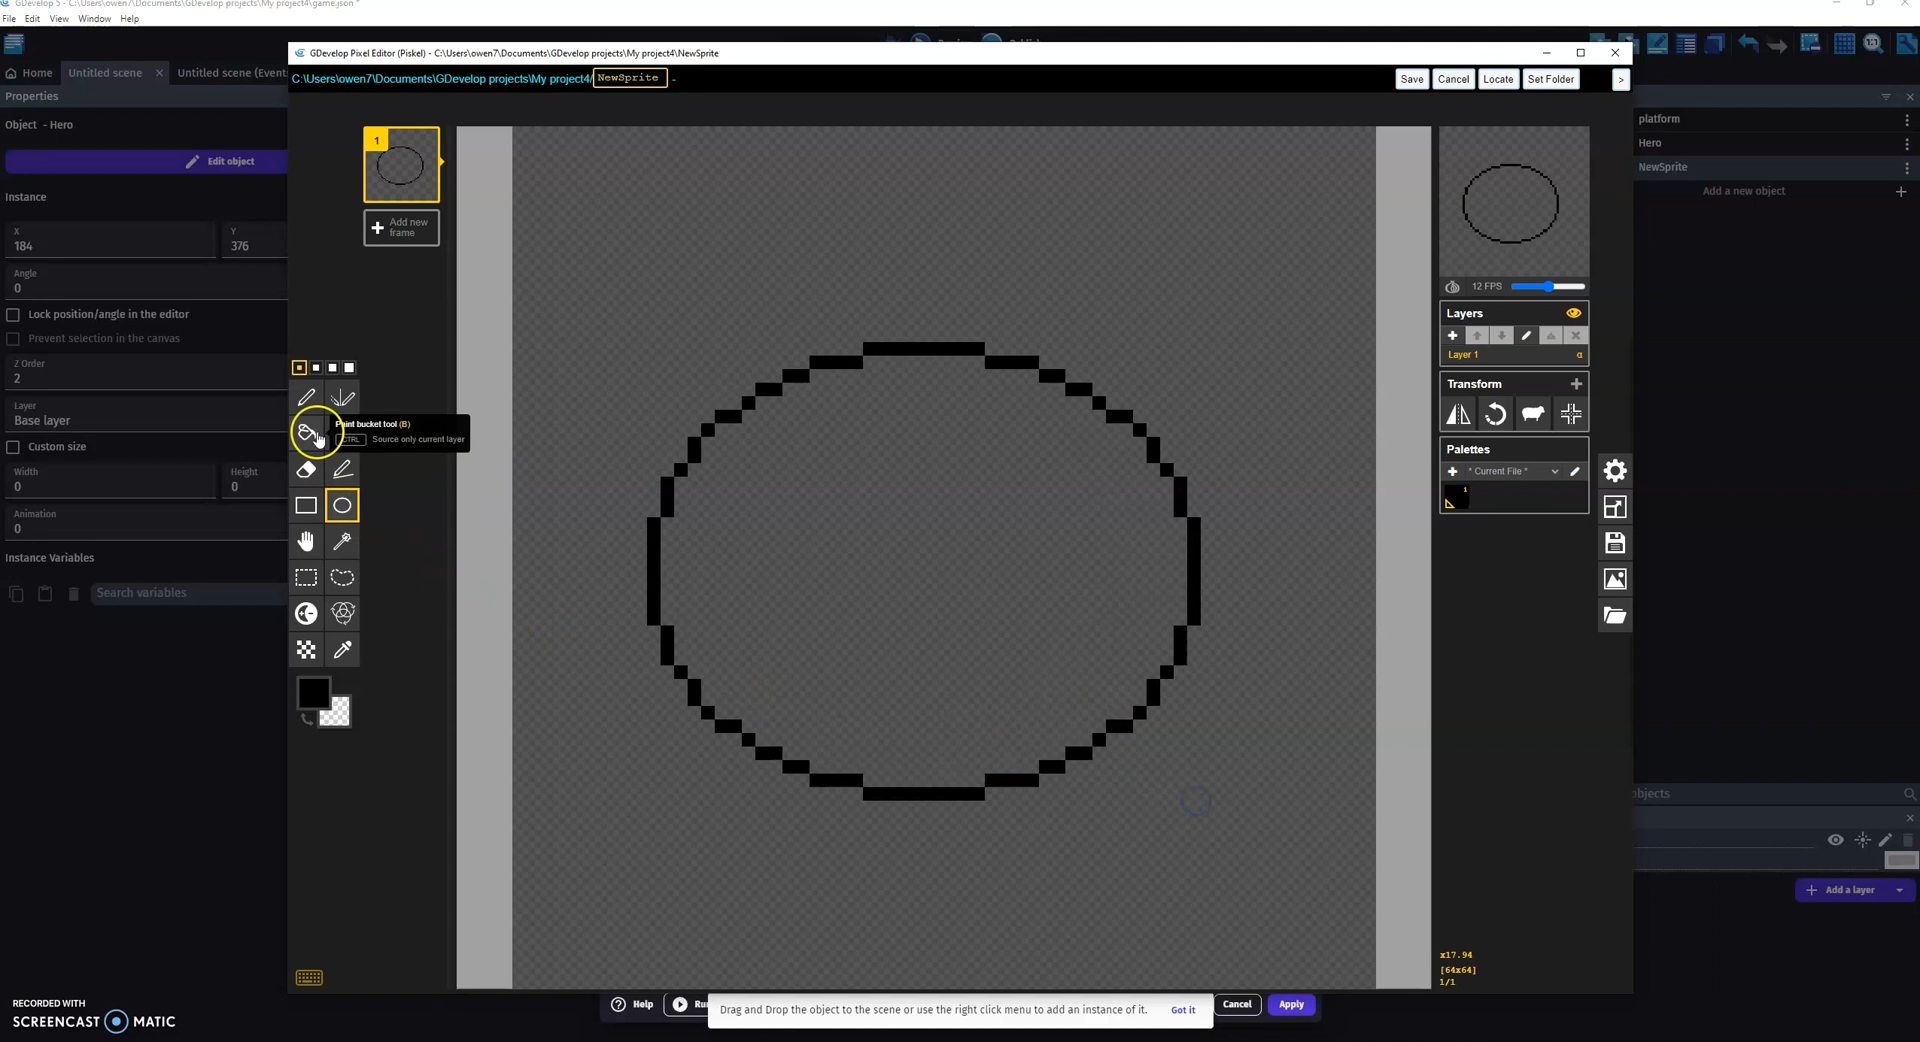 GDevelop 5 - C:\Users\owen7\Documents\GDevelop projects\My project4\game.json *
File Edit View Window Help
GDevelop Pixel Editor (Piskel) - C:\Users\owen7\Documents\GDevelop projects\My project4\NewSprite
C:\Users\owen7\Documents\GDevelop projects\My project4/ NewSprite -
Save Cancel Locate Set Folder >
Home Untitled scene × Untitled scene (Event
Properties
Object - Hero
Edit object
Instance
X
184
Y
376
Angle
0
Lock position/angle in the editor
Prevent selection in the canvas
Z Order
2
Layer
Base layer
Custom size
Width
0
Height
0
Animation
0
Instance Variables
Search variables
1
Add new
frame
Paint bucket tool (B)
CTRL Source only current layer
12 FPS
Layers
Layer 1 α
Transform
Palettes
* Current File *
1
x17.94
[64x64]
1/1
platform
Hero
NewSprite
Add a new object
objects
Add a layer
Help
Cancel Apply
Drag and Drop the object to the scene or use the right click menu to add an instance of it. Got it
RECORDED WITH
SCREENCAST MATIC